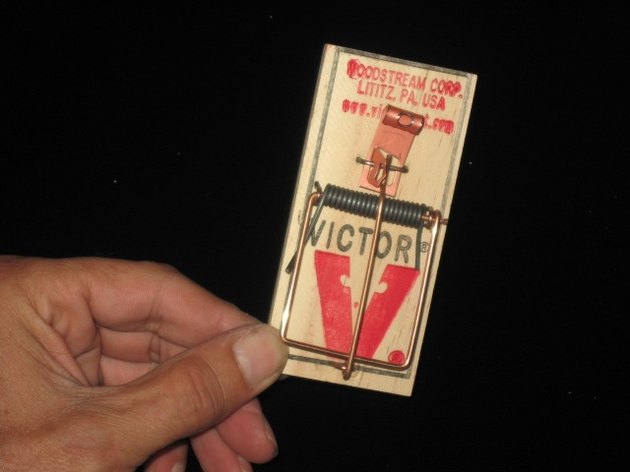 WOODSTREAM CORP.
LITITZ, PA, USA
VICTOR®